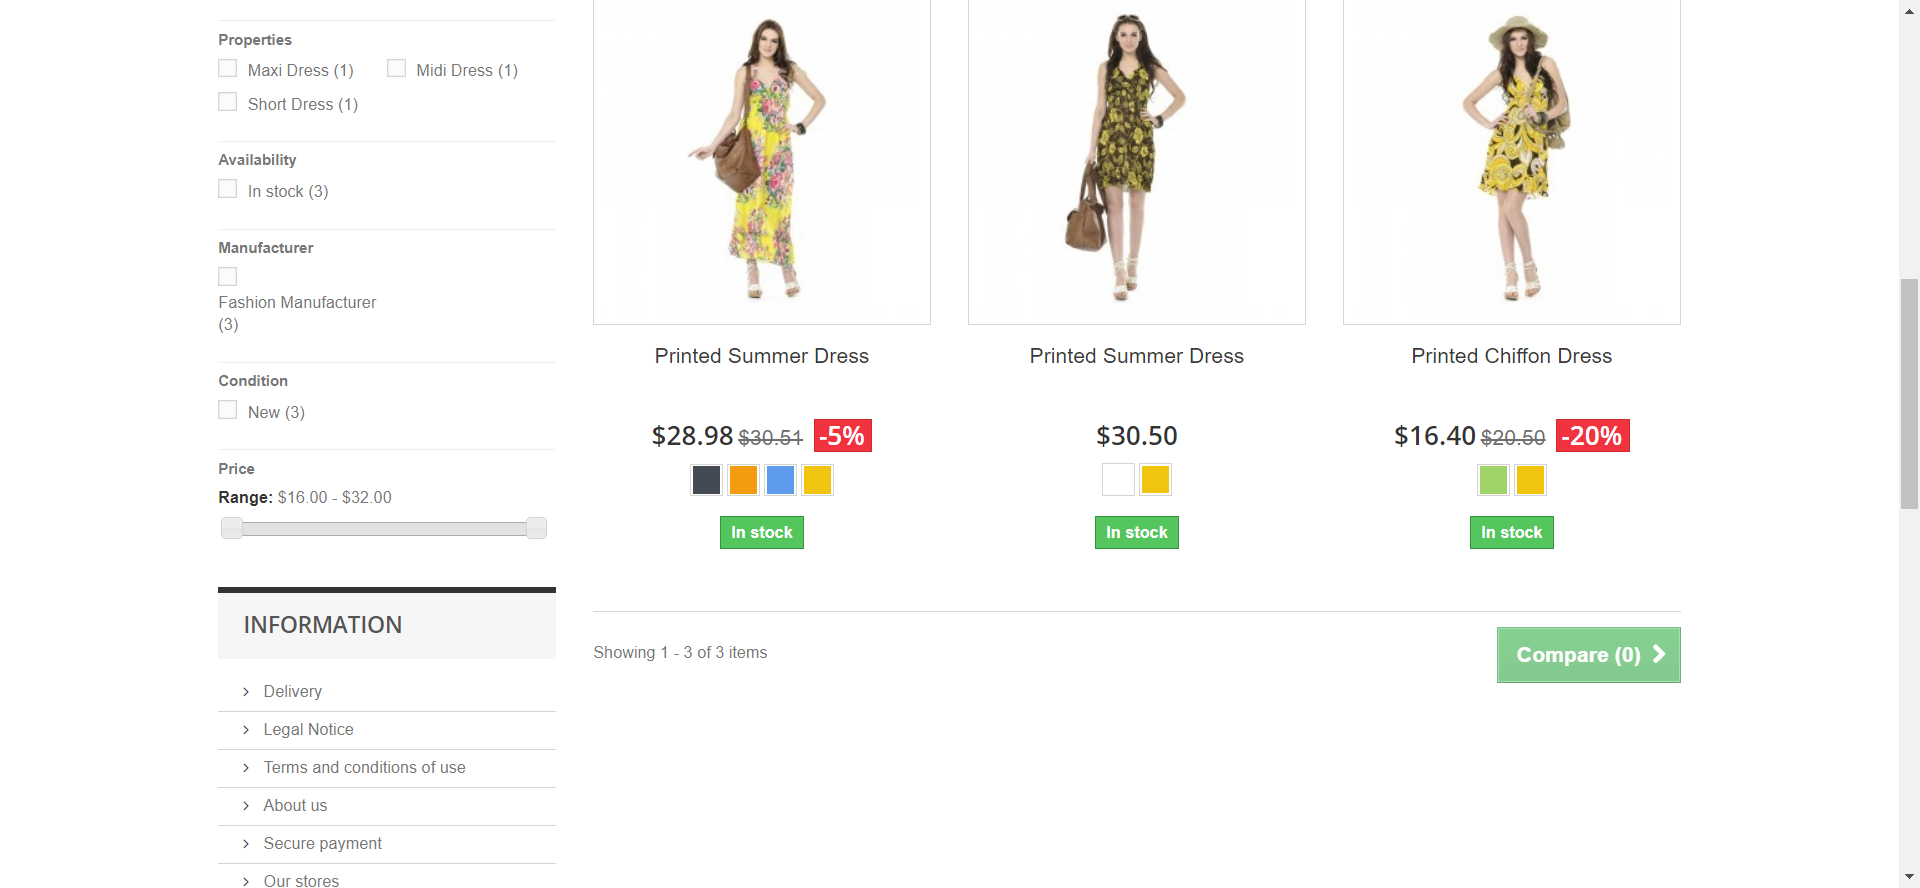 Properties
Maxi Dress (1) Midi Dress (1)
Short Dress (1)
Availability
In stock (3)
Manufacturer
Fashion Manufacturer
(3)
Condition
New (3)
Price
Range: $16.00 - $32.00
INFORMATION
Delivery
Legal Notice
Terms and conditions of use
About us
Secure payment
Our stores
Printed Summer Dress
$28.98 $30.51 -5%
In stock
Printed Summer Dress
$30.50
In stock
Printed Chiffon Dress
$16.40 $20.50 -20%
In stock
Showing 1 - 3 of 3 items
Compare (0)